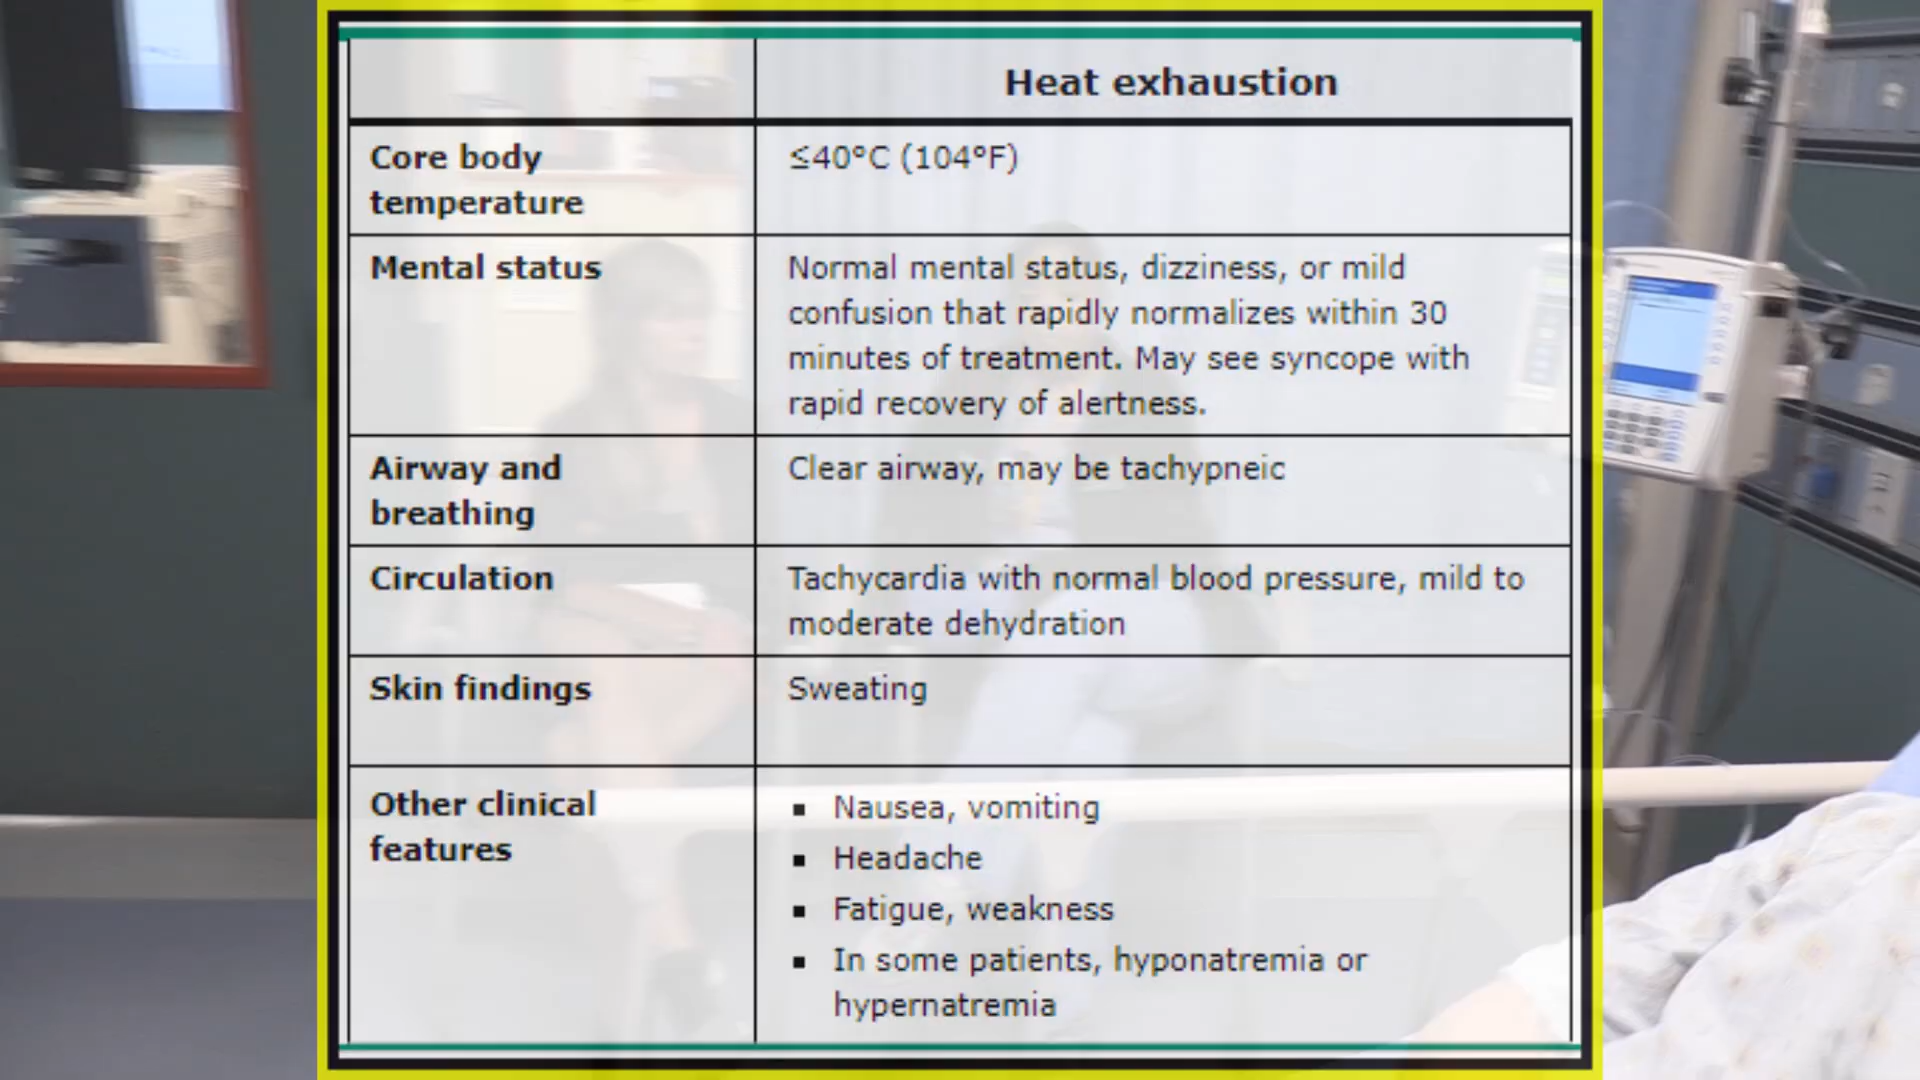 Heat exhaustion
Core body
temperature
≤40°C (104°F)
Mental status
Normal mental status, dizziness, or mild
confusion that rapidly normalizes within 30
minutes of treatment. May see syncope with
rapid recovery of alertness.
Airway and
breathing
Clear airway, may be tachypneic
Circulation
Tachycardia with normal blood pressure, mild to
moderate dehydration
Skin findings
Sweating
Other clinical
features
▪ Nausea, vomiting
▪ Headache
▪ Fatigue, weakness
▪ In some patients, hyponatremia or
hypernatremia